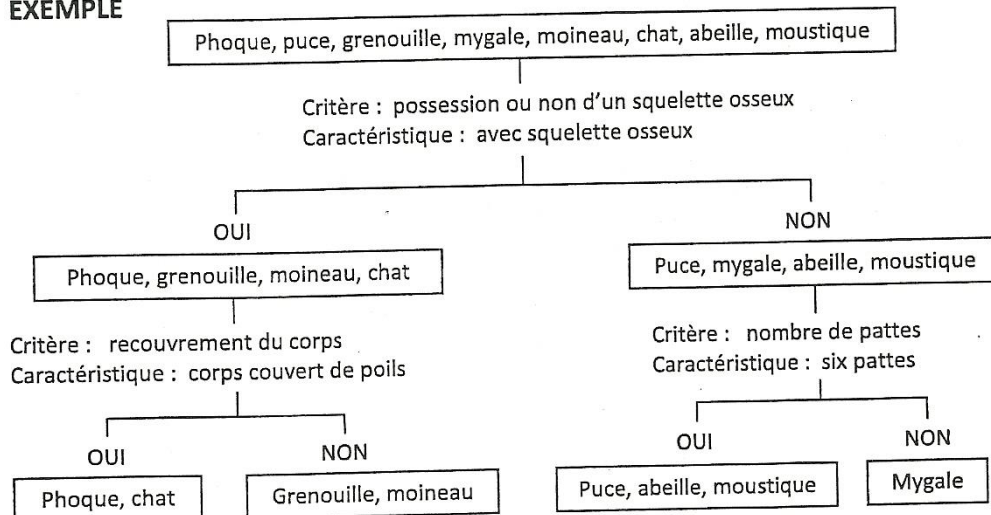 EXEMPLE
Phoque, puce, grenouille, mygale, moineau, chat, abeille, moustique
Critère : possession ou non d'un squelette osseux
Caractéristique : avec squelette osseux
OUI
NON
Phoque, grenouille, moineau, chat
Puce, mygale, abeille, moustique
Critère : recouvrement du corps
Caractéristique : corps couvert de poils
Critère : nombre de pattes
Caractéristique : six pattes
OUI
NON
OUI
NON
Phoque, chat
Grenouille, moineau
Puce, abeille, moustique
Mygale